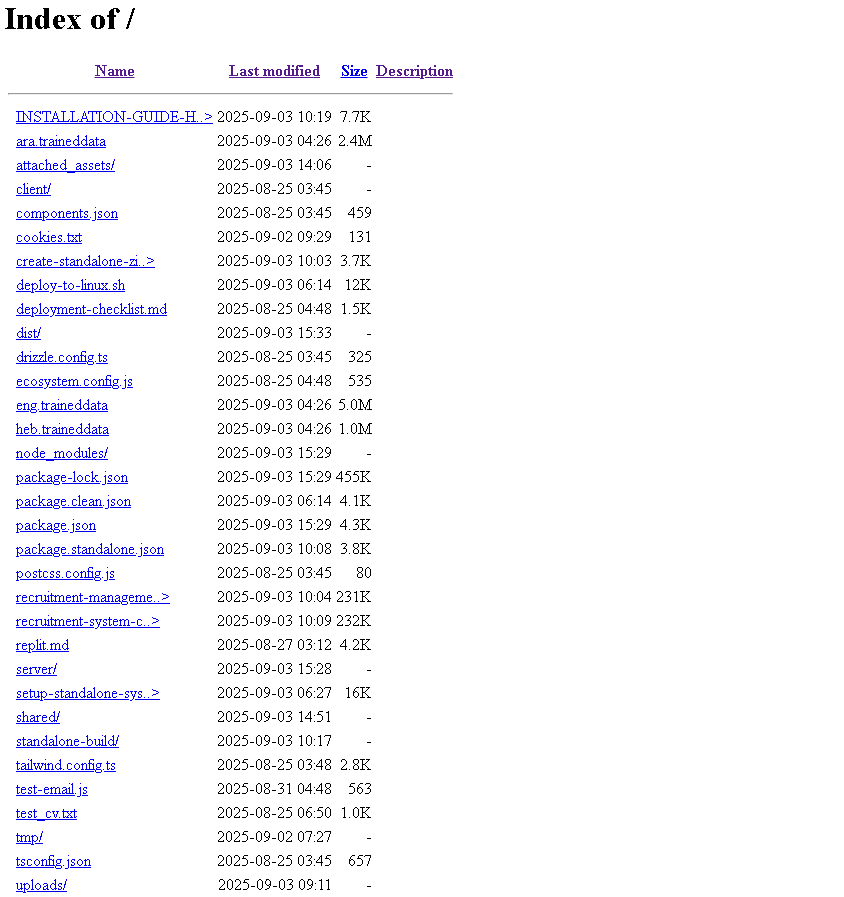 Index of /
Name Last modified Size Description
INSTALLATION-GUIDE-H..> 2025-09-03 10:19 7.7K
ara.traineddata 2025-09-03 04:26 2.4M
attached_assets/ 2025-09-03 14:06 -
client/ 2025-08-25 03:45 -
components.json 2025-08-25 03:45 459
cookies.txt 2025-09-02 09:29 131
create-standalone-zi..> 2025-09-03 10:03 3.7K
deploy-to-linux.sh 2025-09-03 06:14 12K
deployment-checklist.md 2025-08-25 04:48 1.5K
dist/ 2025-09-03 15:33 -
drizzle.config.ts 2025-08-25 03:45 325
ecosystem.config.js 2025-08-25 04:48 535
eng.traineddata 2025-09-03 04:26 5.0M
heb.traineddata 2025-09-03 04:26 1.0M
node_modules/ 2025-09-03 15:29 -
package-lock.json 2025-09-03 15:29 455K
package.clean.json 2025-09-03 06:14 4.1K
package.json 2025-09-03 15:29 4.3K
package.standalone.json 2025-09-03 10:08 3.8K
postcss.config.js 2025-08-25 03:45 80
recruitment-manageme..> 2025-09-03 10:04 231K
recruitment-system-c..> 2025-09-03 10:09 232K
replit.md 2025-08-27 03:12 4.2K
server/ 2025-09-03 15:28 -
setup-standalone-sys..> 2025-09-03 06:27 16K
shared/ 2025-09-03 14:51 -
standalone-build/ 2025-09-03 10:17 -
tailwind.config.ts 2025-08-25 03:48 2.8K
test-email.js 2025-08-31 04:48 563
test_cv.txt 2025-08-25 06:50 1.0K
tmp/ 2025-09-02 07:27 -
tsconfig.json 2025-08-25 03:45 657
uploads/ 2025-09-03 09:11 -